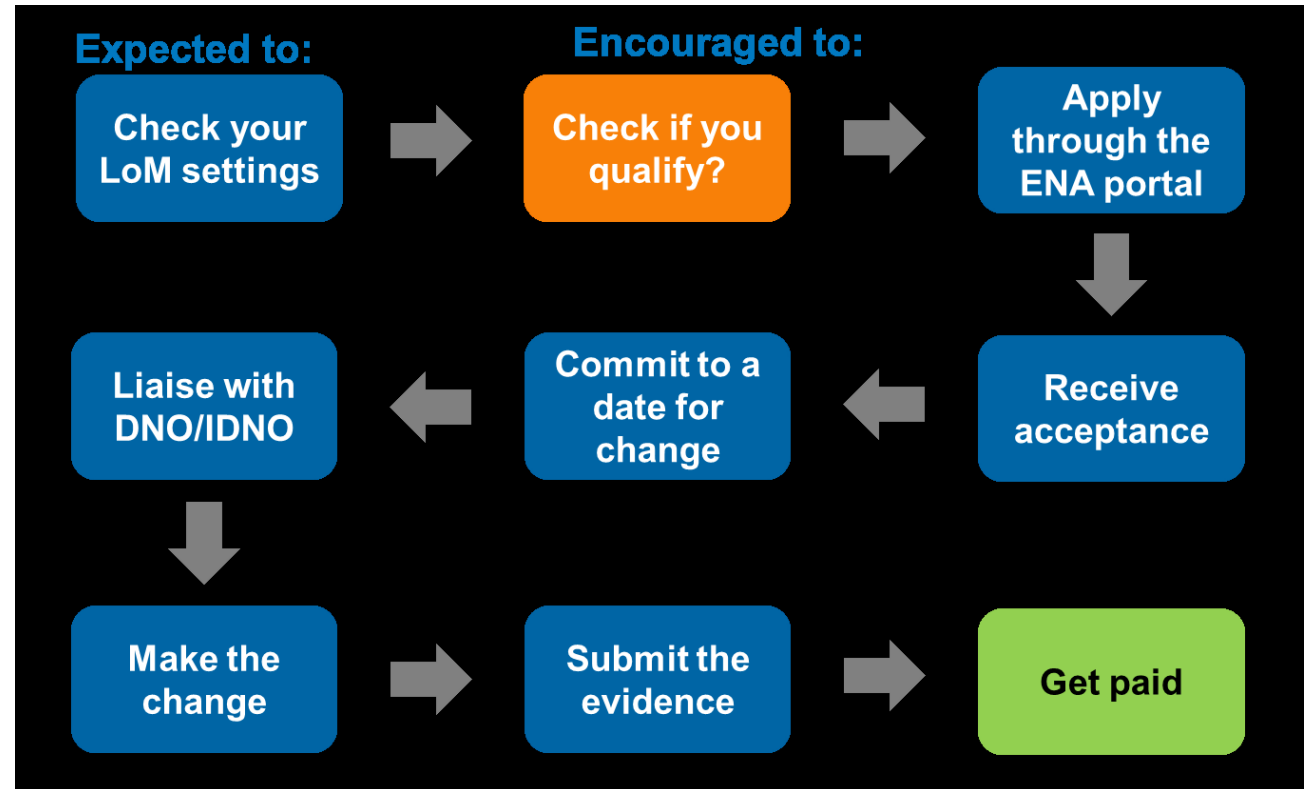 Expected to:
Encouraged to:
Check your
LoM settings
Check if you
qualify?
Apply
through the
ENA portal
Receive
acceptance
Commit to a
date for
change
Liaise with
DNO/IDNO
Make the
change
Submit the
evidence
Get paid